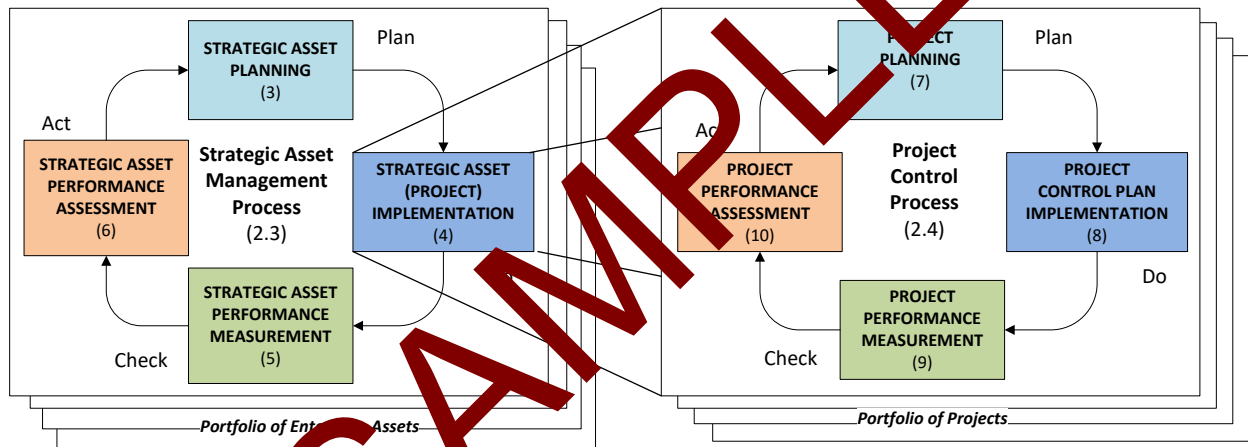 STRATEGIC ASSET
PLANNING
(3)
Plan
Act
STRATEGIC ASSET
PERFORMANCE
ASSESSMENT
(6)
Strategic Asset
Management
Process
(2.3)
STRATEGIC ASSET
(PROJECT)
IMPLEMENTATION
(4)
STRATEGIC ASSET
PERFORMANCE
MEASUREMENT
(5)
Check
Portfolio of Assets
PLANNING
(7)
Plan
PROJECT
PERFORMANCE
ASSESSMENT
(10)
Project
Control
Process
(2.4)
PROJECT
CONTROL PLAN
IMPLEMENTATION
(8)
Do
PROJECT
PERFORMANCE
MEASUREMENT
(9)
Check
Portfolio of Projects
SAMPLE